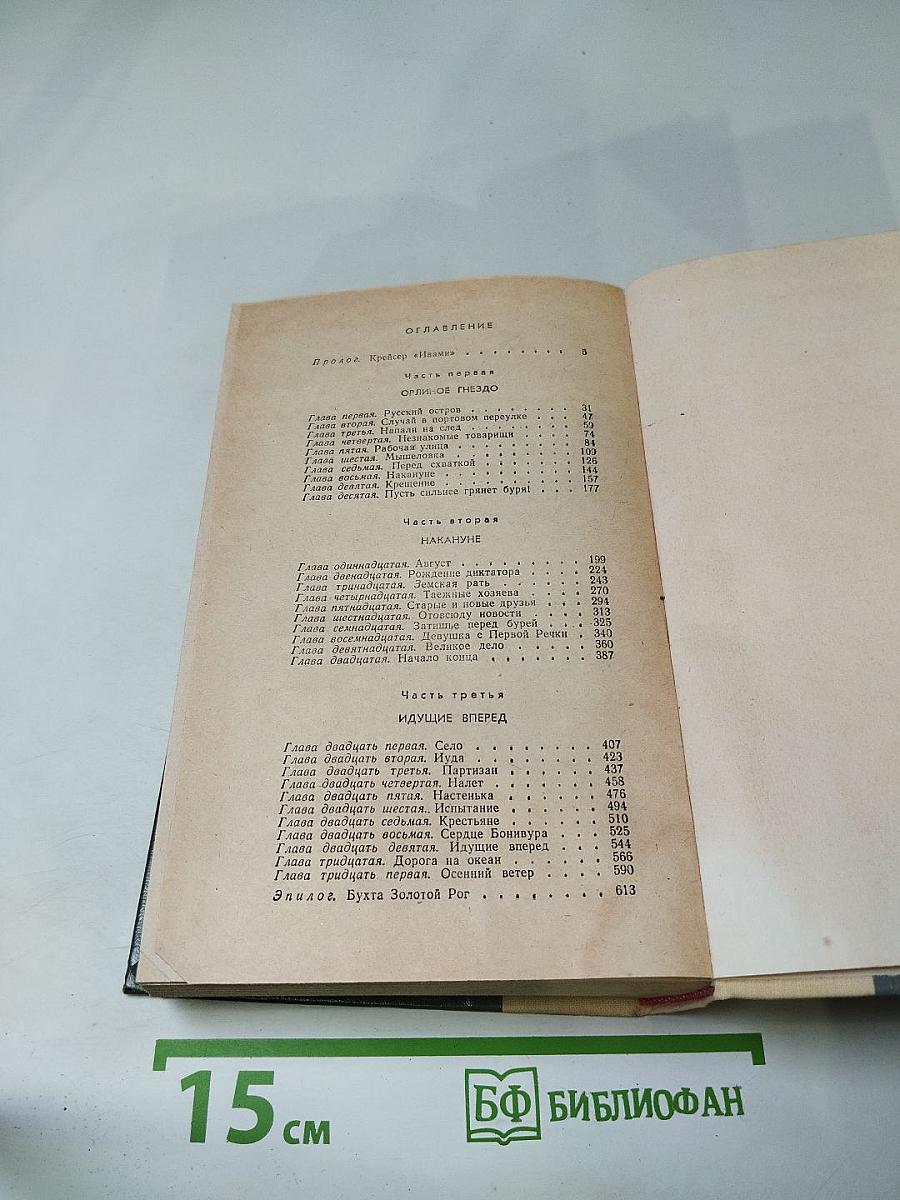 ОГЛАВЛЕНИЕ
Пролог. Крейсер «Ивами» . . . . . . . . 5
Часть первая
ОРЛИНОЕ ГНЕЗДО
Глава первая. Русский остров . . . . . . . . 31
Глава вторая. Случай в портовом переулке . . . . 47
Глава третья. Напали на след . . . . . . . . 59
Глава четвертая. Незнакомые товарищи . . . . 74
Глава пятая. Рабочая улица . . . . . . . . 84
Глава шестая. Мышеловка . . . . . . . . 109
Глава седьмая. Перед схваткой . . . . . . . 126
Глава восьмая. Накануне . . . . . . . . 144
Глава девятая. Крещение . . . . . . . . 157
Глава десятая. Пусть сильнее грянет буря! . . . 177
Часть вторая
НАКАНУНЕ
Глава одиннадцатая. Август . . . . . . . . 199
Глава двенадцатая. Рождение диктатора . . . . 224
Глава тринадцатая. Земская рать . . . . . . 243
Глава четырнадцатая. Таежные хозяева . . . . 270
Глава пятнадцатая. Старые и новые друзья . . . 294
Глава шестнадцатая. Отовсюду новости . . . . 313
Глава семнадцатая. Затишье перед бурей . . . 325
Глава восемнадцатая. Девушка с Первой Речки . 340
Глава девятнадцатая. Великое дело . . . . . 360
Глава двадцатая. Начало конца . . . . . . . 387
Часть третья
ИДУЩИЕ ВПЕРЕД
Глава двадцать первая. Село . . . . . . . . 407
Глава двадцать вторая. Иуда . . . . . . . . 423
Глава двадцать третья. Партизан . . . . . . 437
Глава двадцать четвертая. Налет . . . . . . . 458
Глава двадцать пятая. Настенька . . . . . . 476
Глава двадцать шестая. Испытание . . . . . . 494
Глава двадцать седьмая. Крестьяне . . . . . . 510
Глава двадцать восьмая. Сердце Бонивура . . . 525
Глава двадцать девятая. Идущие вперед . . . 544
Глава тридцатая. Дорога на океан . . . . . . 566
Глава тридцать первая. Осенний ветер . . . . 590
Эпилог. Бухта Золотой Рог . . . . . . . . 613
15 см
БФ БИБЛИОФАН